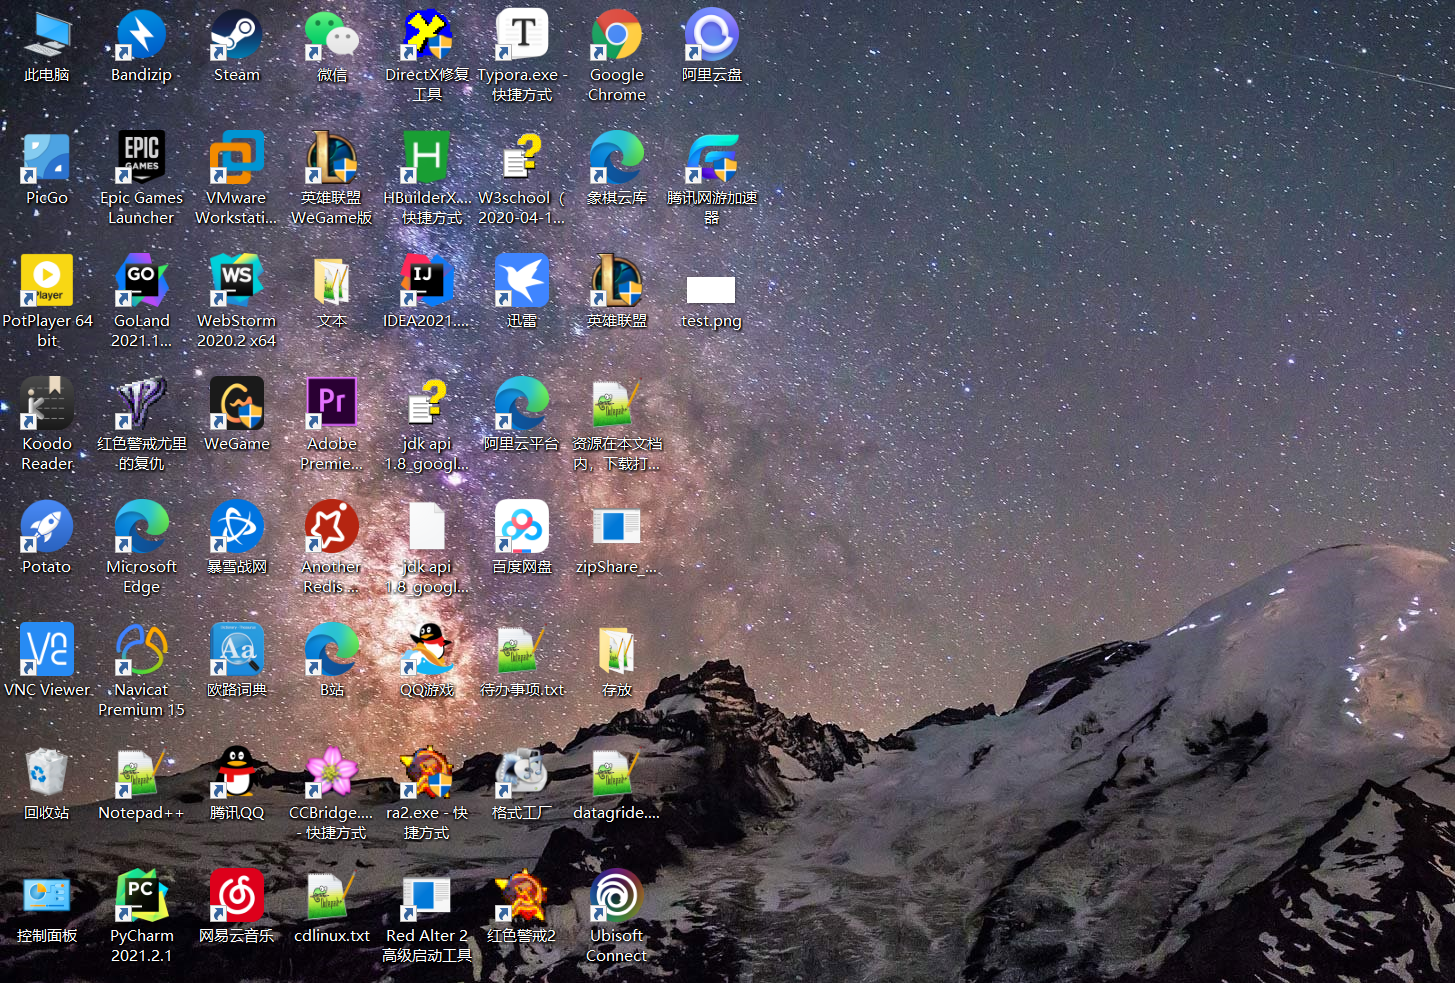 此电脑
Bandizip
Steam
微信
DirectX修复
工具
Typora.exe -
快捷方式
Google
Chrome
阿里云盘
PicGo
EPIC
GAMES
Epic Games
Launcher
VMware
Workstati...
英雄联盟
WeGame版
HBuilderX....
- 快捷方式
W3school（
2020-04-1...
象棋云库
腾讯网游加速
器
Player
PotPlayer 64
bit
GO
GoLand
2021.1...
WS
WebStorm
2020.2 x64
文本
IJ
IDEA2021....
迅雷
英雄联盟
test.png
Koodo
Reader
红色警戒尤里
的复仇
WeGame
Pr
Adobe
Premie...
jdk api
1.8_googl...
阿里云平台
资源在本文档
内，下载打...
Potato
Microsoft
Edge
暴雪战网
Another
Redis ...
jdk api
1.8_googl...
百度网盘
zipShare_...
VNC Viewer
Navicat
Premium 15
Aa
欧路词典
B站
QQ游戏
待办事项.txt
存放
回收站
Notepad++
腾讯QQ
CCBridge....
- 快捷方式
ra2.exe - 快
捷方式
格式工厂
datagride....
控制面板
PC
PyCharm
2021.2.1
网易云音乐
cdlinux.txt
Red Alter 2
高级启动工具
红色警戒2
Ubisoft
Connect